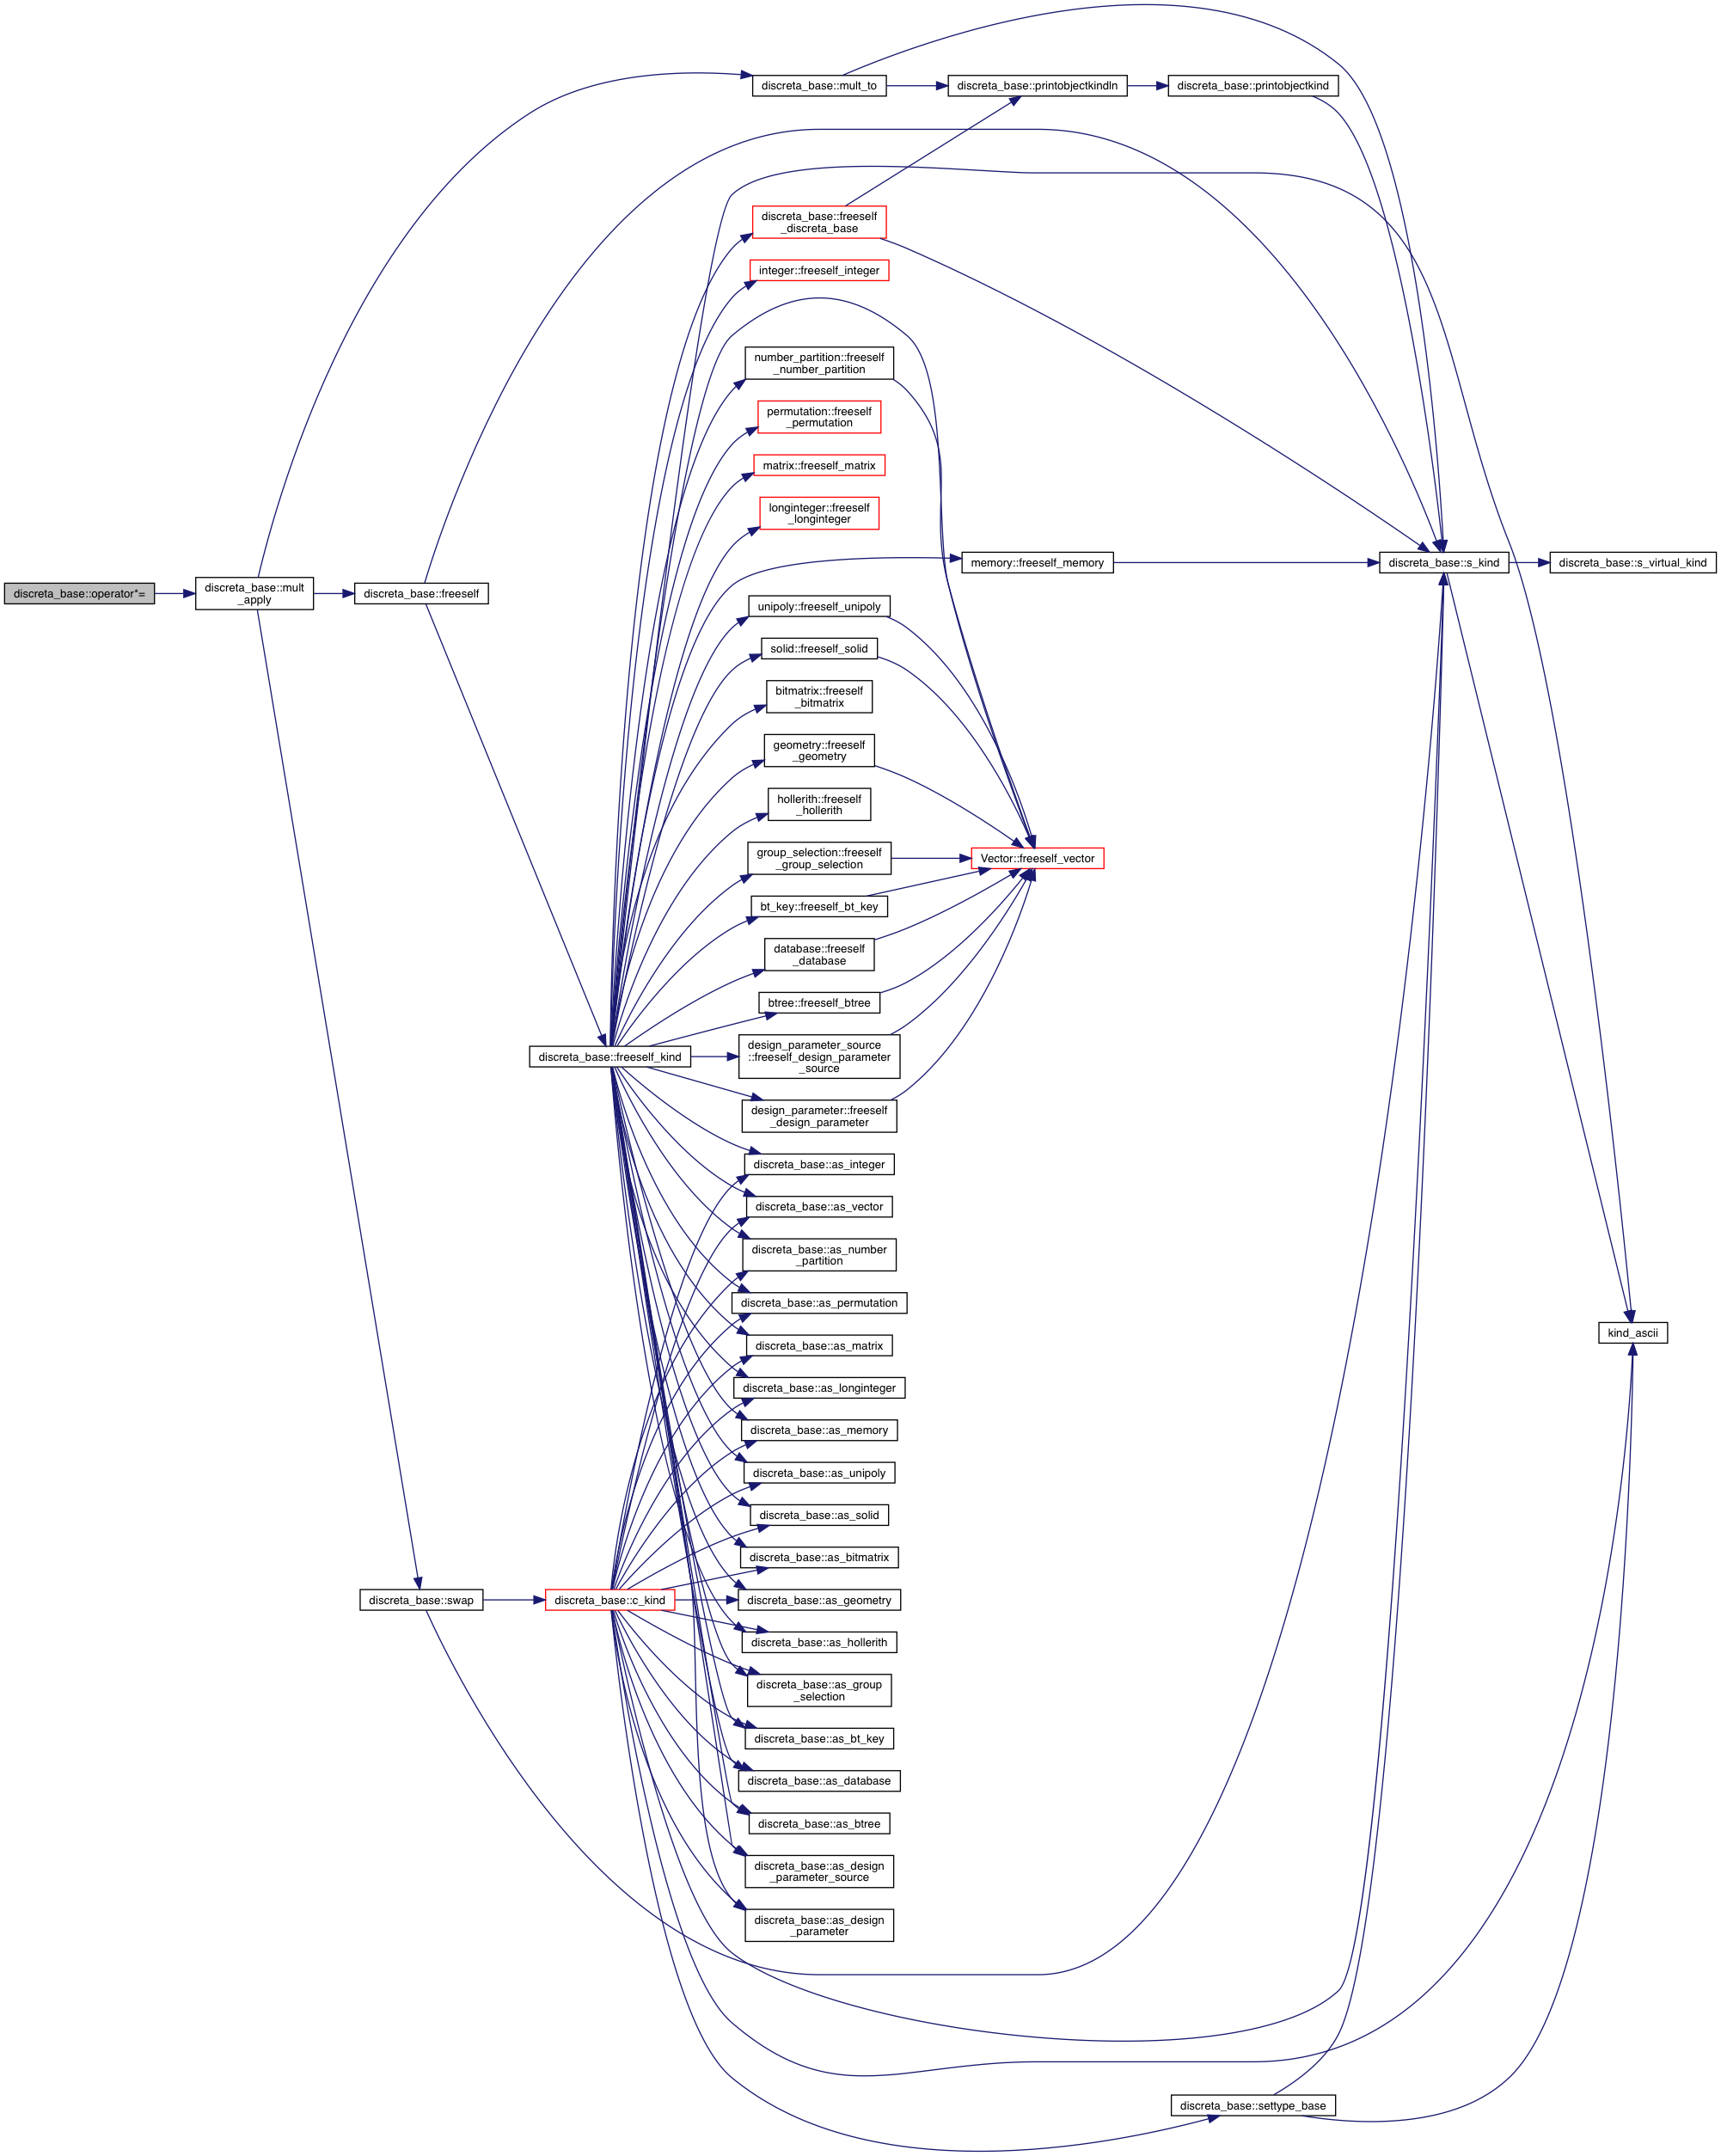 discreta_base::mult_to
discreta_base::printobjectkindln
discreta_base::printobjectkind
discreta_base::freeself
_discreta_base
integer::freeself_integer
number_partition::freeself
_number_partition
permutation::freeself
_permutation
matrix::freeself_matrix
longinteger::freeself
_longinteger
memory::freeself_memory
discreta_base::s_kind
discreta_base::s_virtual_kind
discreta_base::operator*=
discreta_base::mult
_apply
discreta_base::freeself
unipoly::freeself_unipoly
solid::freeself_solid
bitmatrix::freeself
_bitmatrix
geometry::freeself
_geometry
hollerith::freeself
_hollerith
group_selection::freeself
_group_selection
Vector::freeself_vector
bt_key::freeself_bt_key
database::freeself
_database
btree::freeself_btree
discreta_base::freeself_kind
design_parameter_source
::freeself_design_parameter
_source
design_parameter::freeself
_design_parameter
discreta_base::as_integer
discreta_base::as_vector
discreta_base::as_number
_partition
discreta_base::as_permutation
kind_ascii
discreta_base::as_matrix
discreta_base::as_longinteger
discreta_base::as_memory
discreta_base::as_unipoly
discreta_base::as_solid
discreta_base::as_bitmatrix
discreta_base::swap
discreta_base::c_kind
discreta_base::as_geometry
discreta_base::as_hollerith
discreta_base::as_group
_selection
discreta_base::as_bt_key
discreta_base::as_database
discreta_base::as_btree
discreta_base::as_design
_parameter_source
discreta_base::as_design
_parameter
discreta_base::settype_base